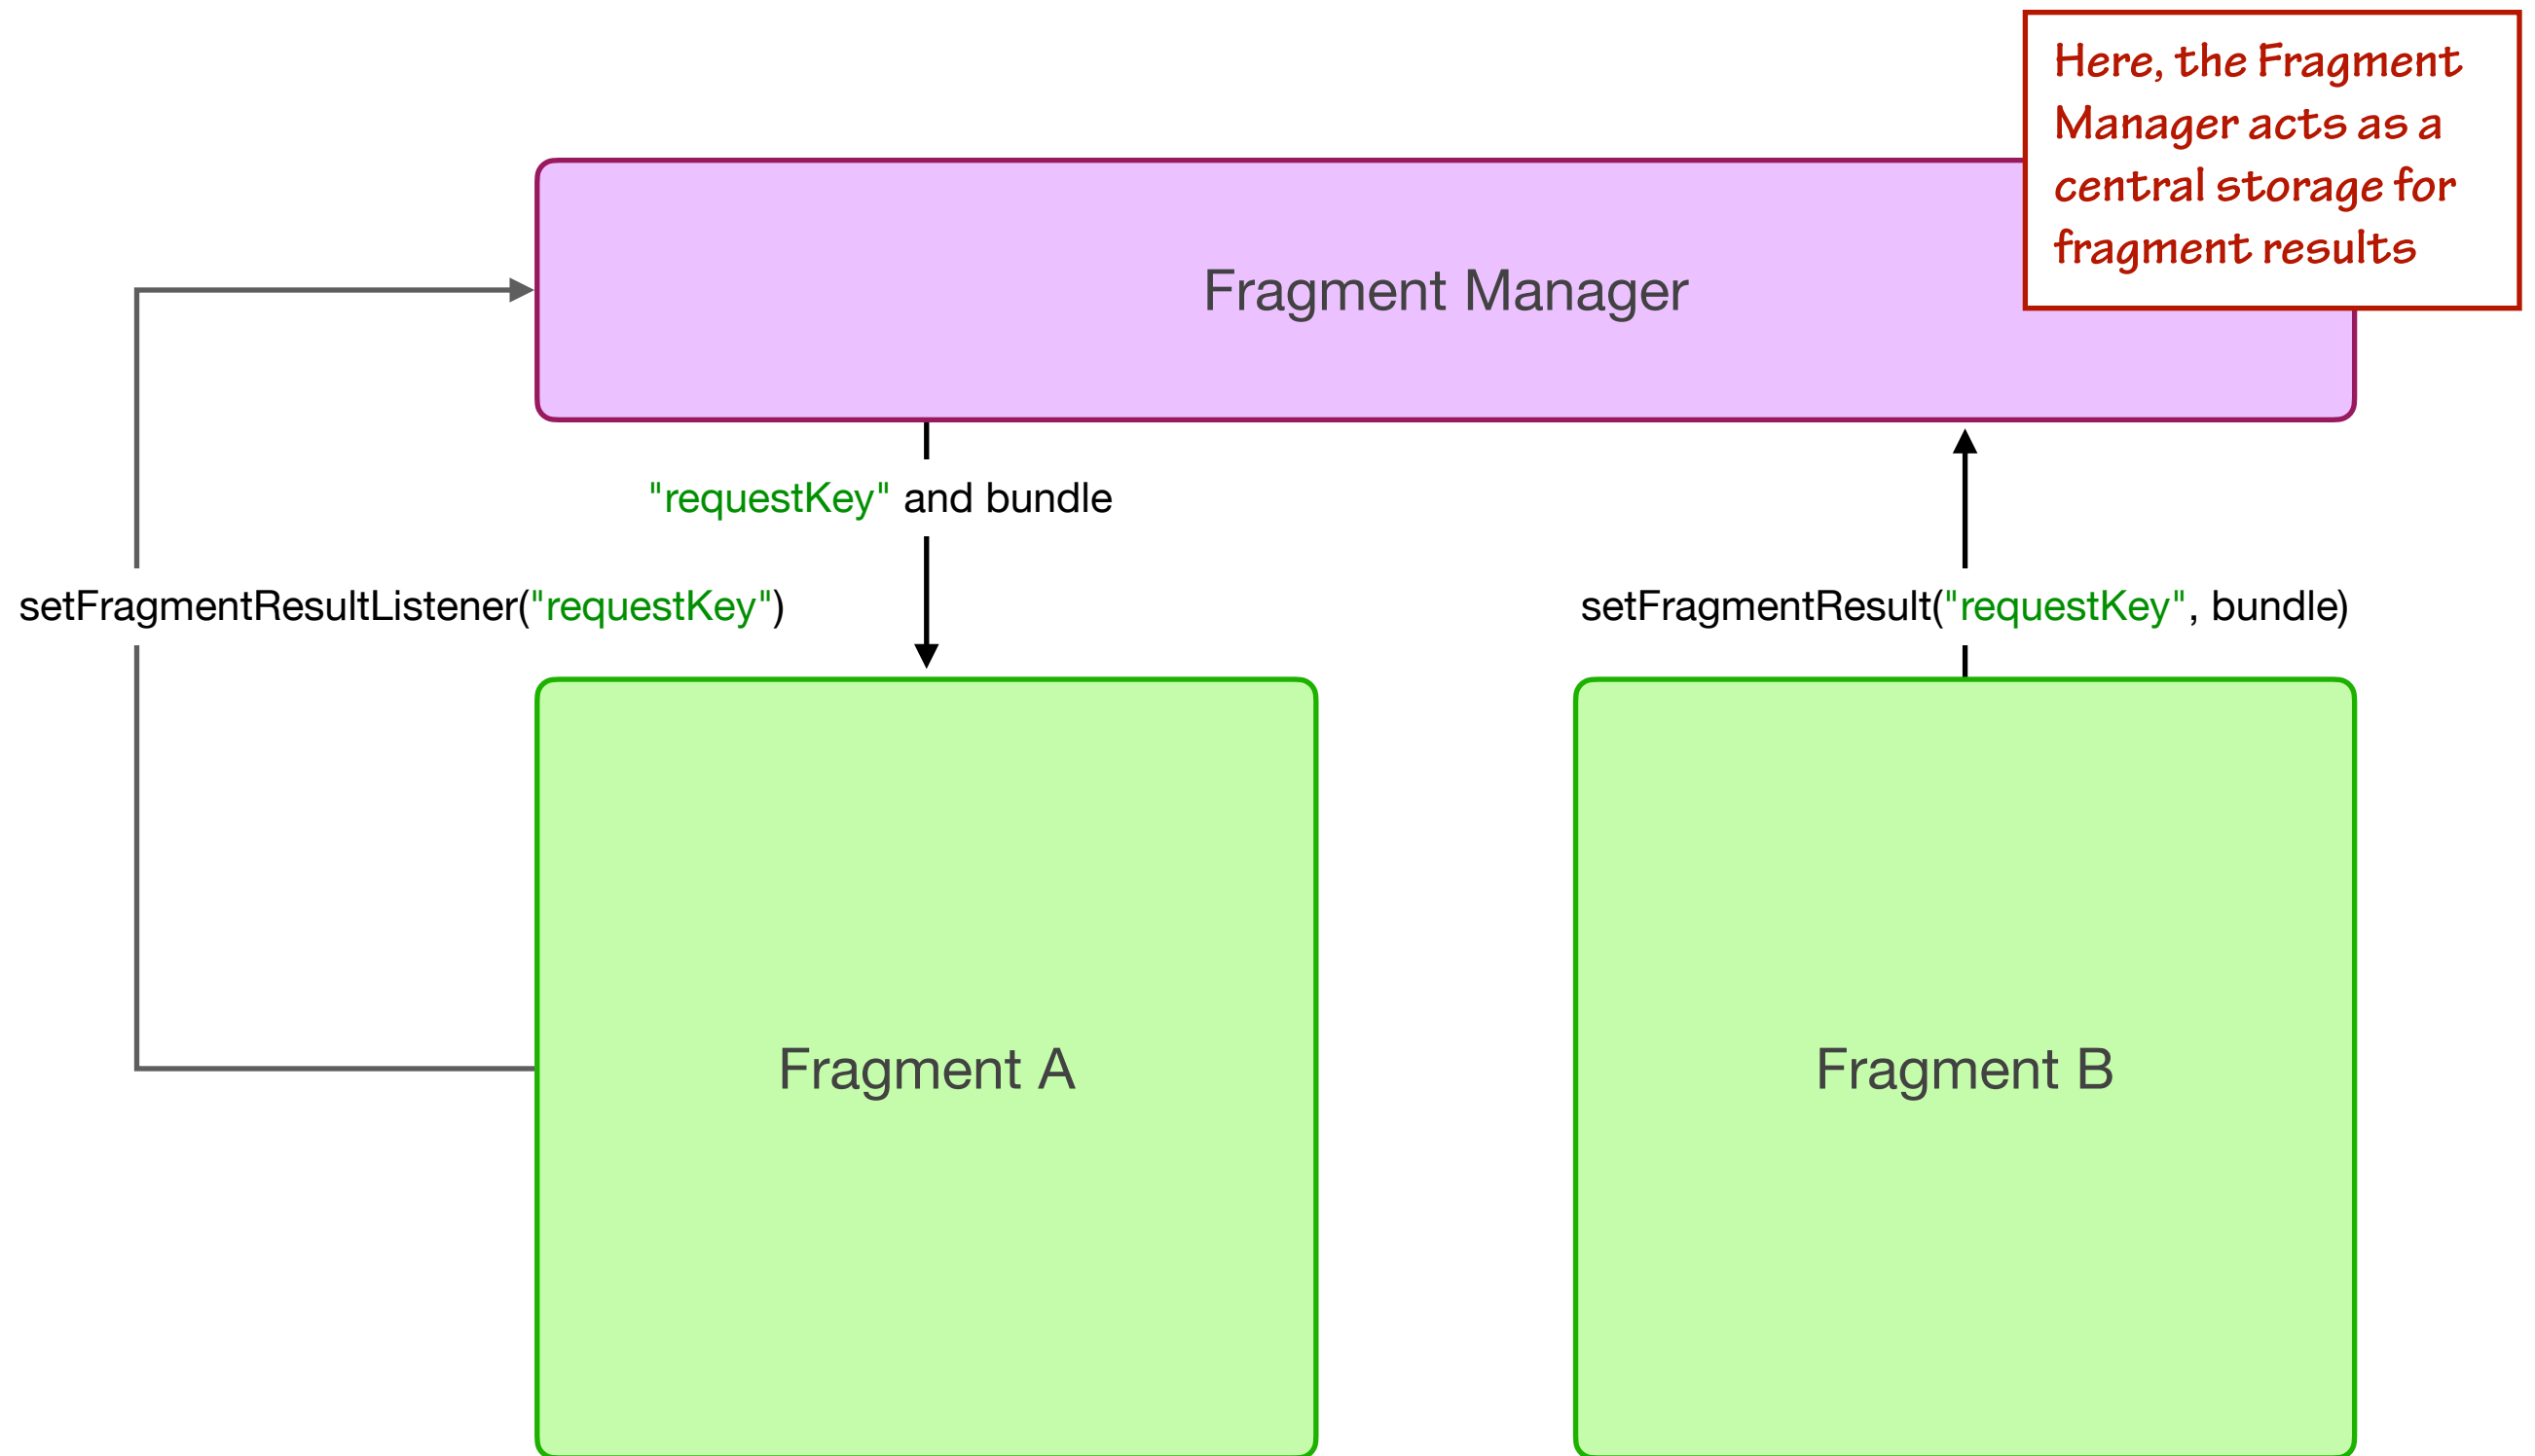 Here, the Fragment
Manager acts as a
central storage for
fragment results
Fragment Manager
"requestKey" and bundle
setFragmentResultListener("requestKey")
setFragmentResult("requestKey", bundle)
Fragment A
Fragment B